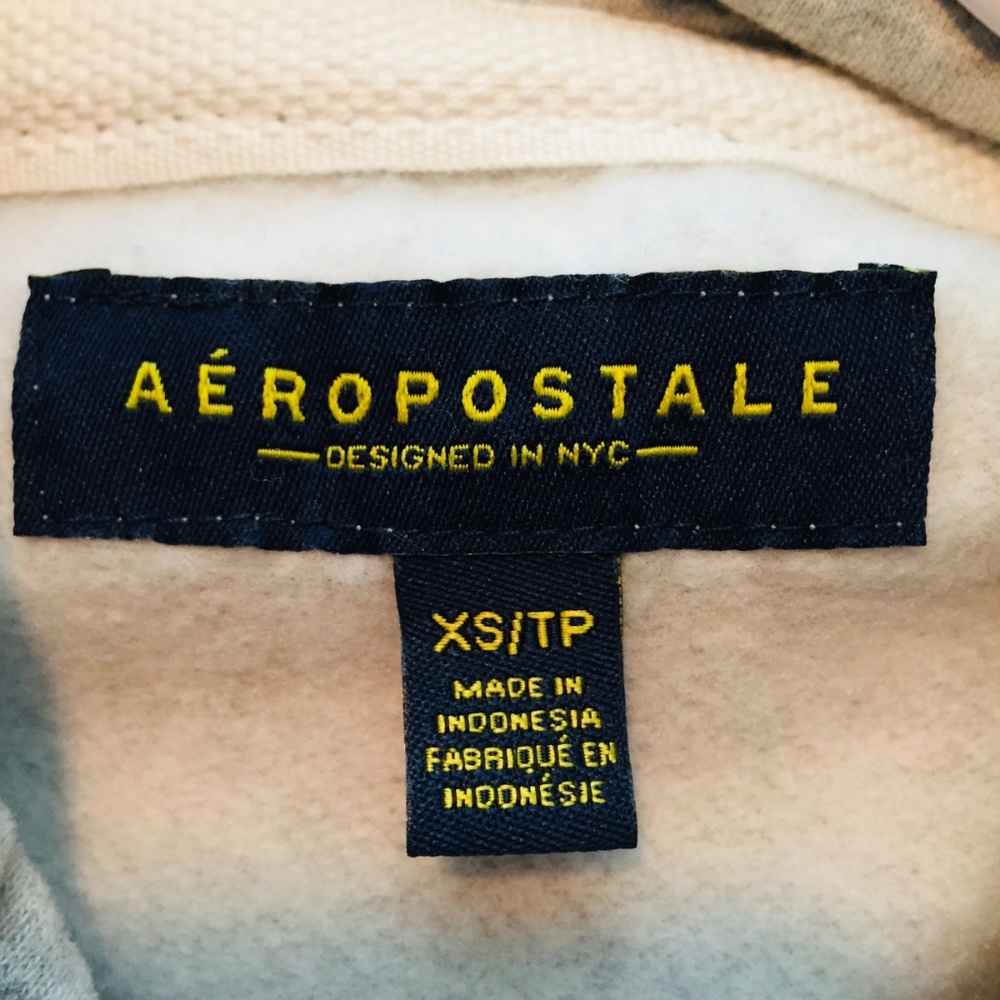 AÉROPOSTALE
DESIGNED IN NYC
XS/TP
MADE IN
INDONESIA
FABRIQUÉ EN
INDONÉSIE